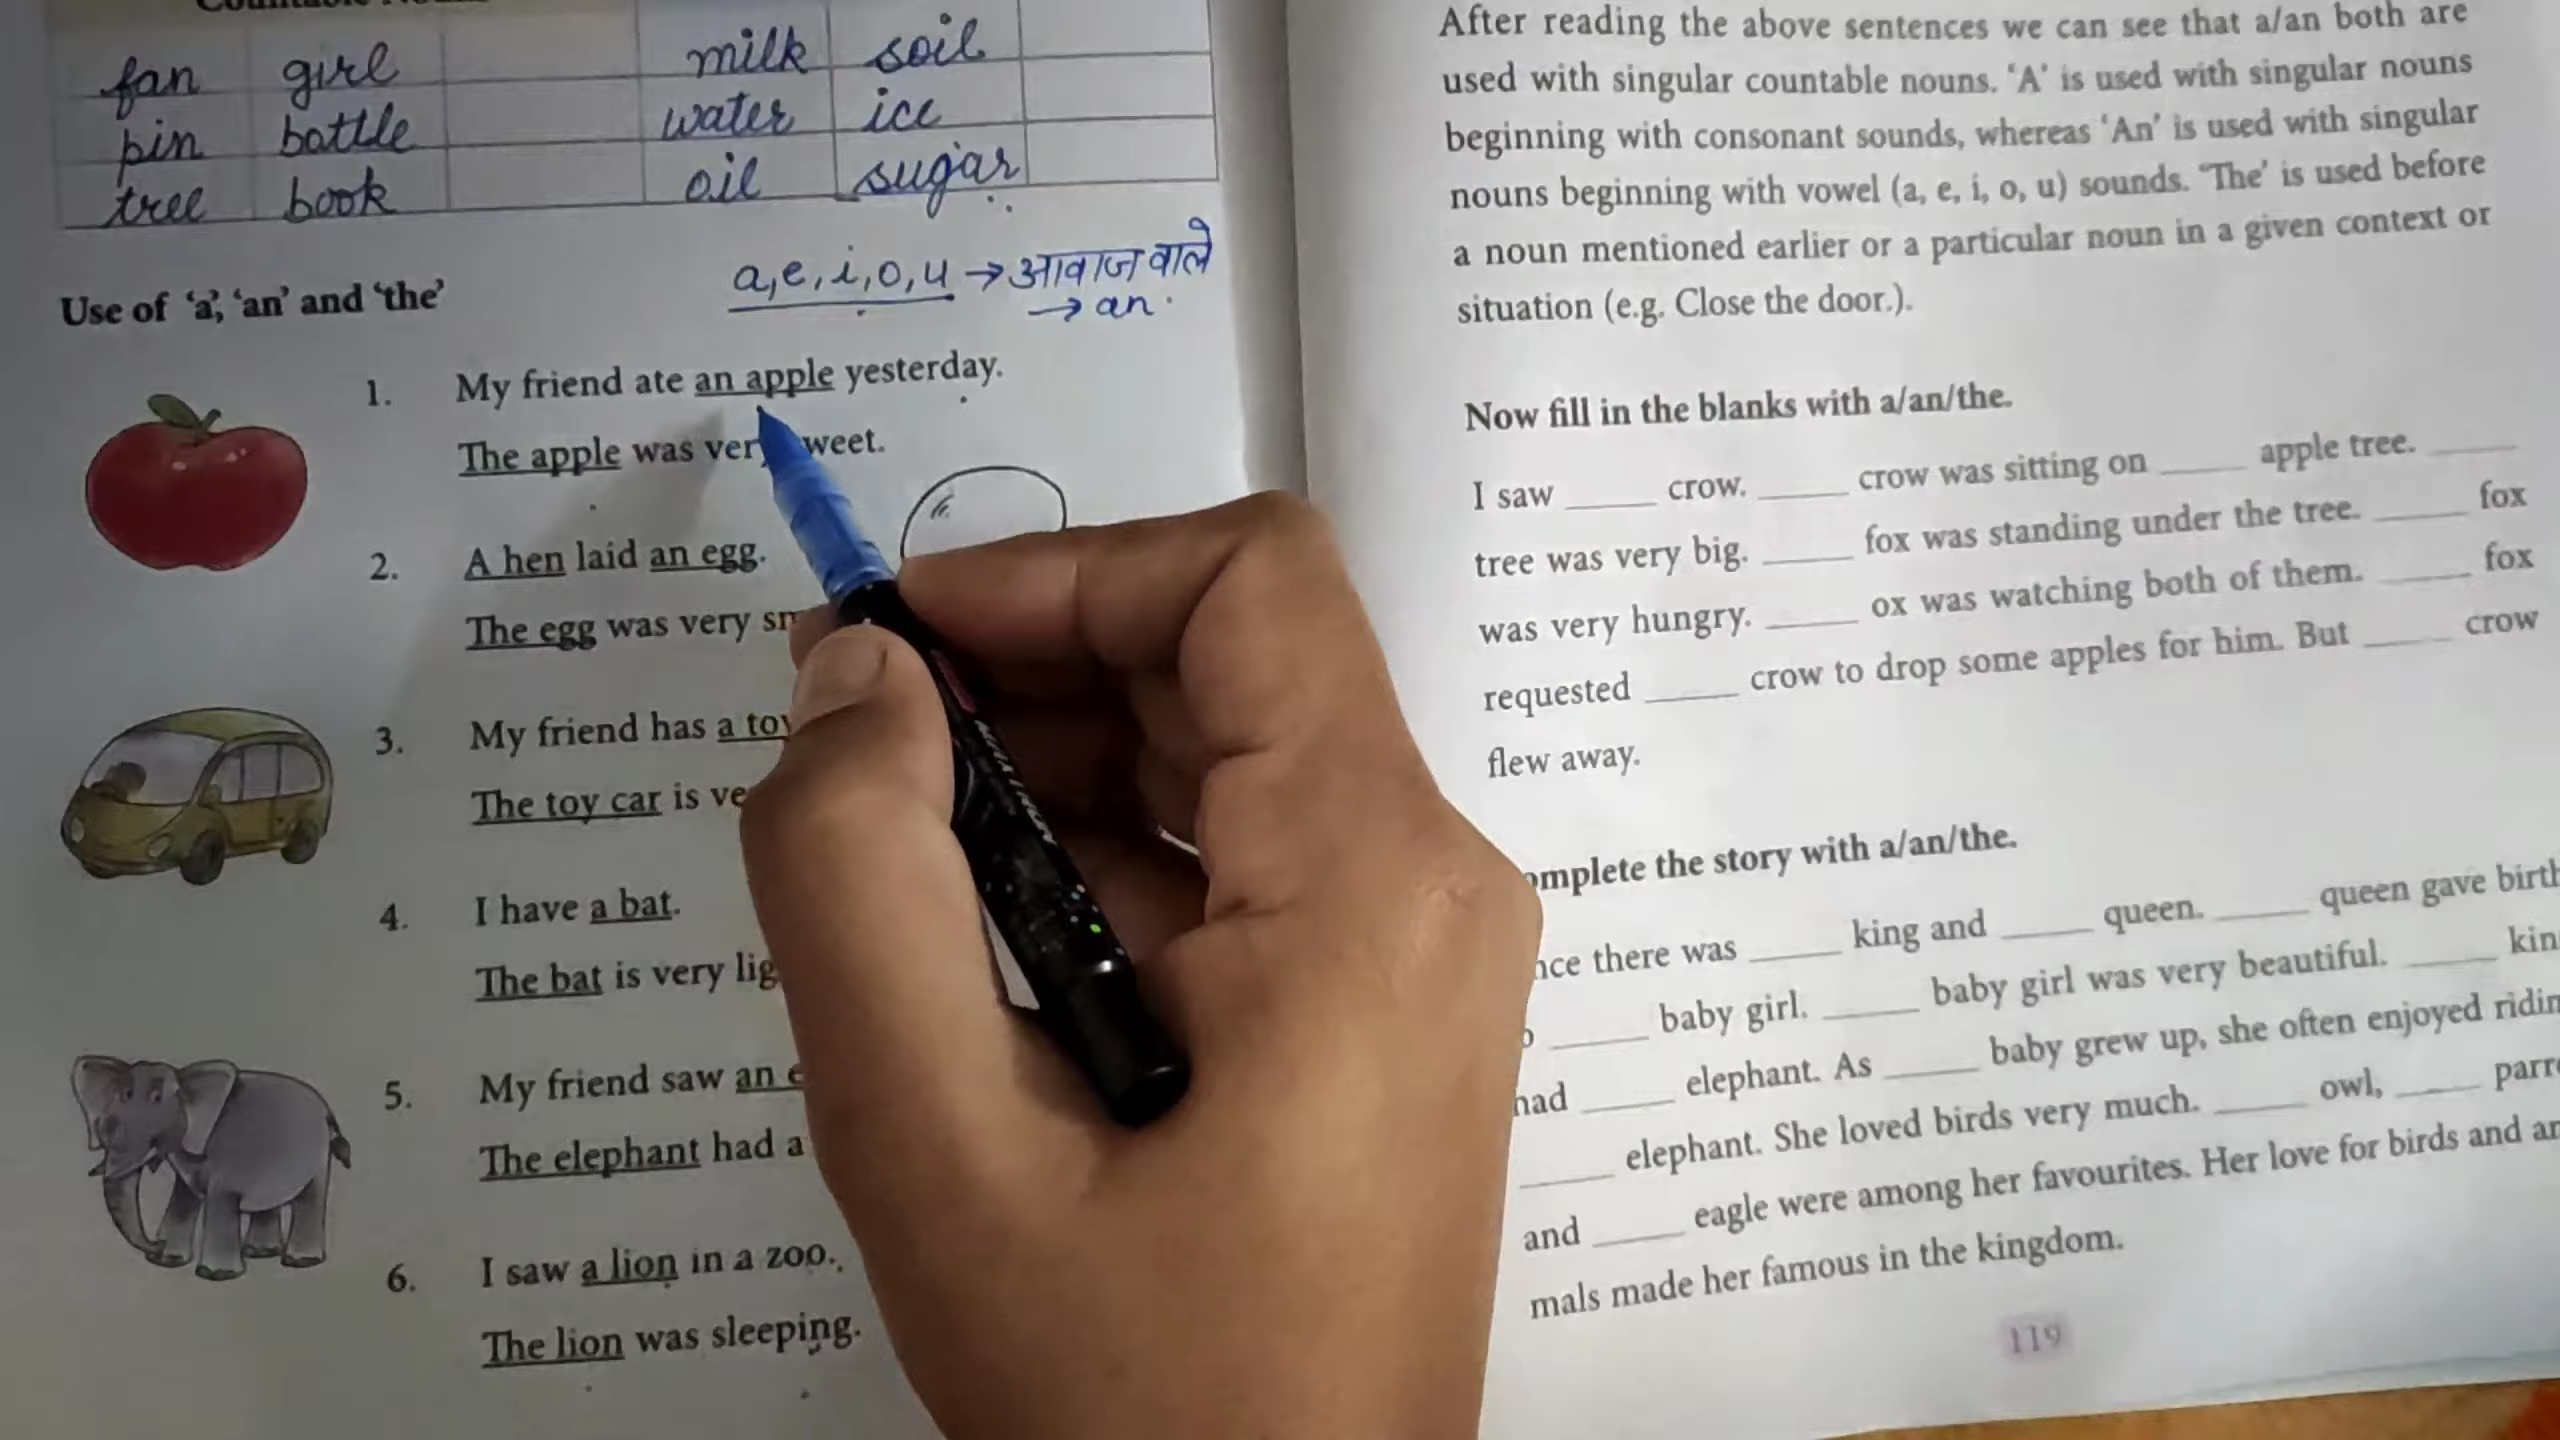 fan girl milk soil
pin battle water ice
tree book oil sugar
Use of 'a', 'an' and 'the'
a, e, i, o, u → आवाज वाले
→ an
1. My friend ate an apple yesterday.
The apple was very weet.
2. A hen laid an egg.
The egg was very
3. My friend has a toy
The toy car is
4. I have a bat.
The bat is very
5. My friend saw an
The elephant had a
6. I saw a lion in a zoo.
The lion was sleeping.
After reading the above sentences we can see that a/an both are
used with singular countable nouns. 'A' is used with singular nouns
beginning with consonant sounds, whereas 'An' is used with singular
nouns beginning with vowel (a, e, i, o, u) sounds. 'The' is used before
a noun mentioned earlier or a particular noun in a given context or
situation (e.g. Close the door.).
Now fill in the blanks with a/an/the.
I saw _____ crow. _____ crow was sitting on _____ apple tree. _____
tree was very big. _____ fox was standing under the tree. _____ fox
was very hungry. _____ ox was watching both of them. _____ fox
requested _____ crow to drop some apples for him. But _____ crow
flew away.
omplete the story with a/an/the.
nce there was _____ king and _____ queen. _____ queen gave birth
_____ baby girl. _____ baby girl was very beautiful. _____ kin
had _____ elephant. As _____ baby grew up, she often enjoyed ridin
_____ elephant. She loved birds very much. _____ owl, _____ parr
and _____ eagle were among her favourites. Her love for birds and an
mals made her famous in the kingdom.
119